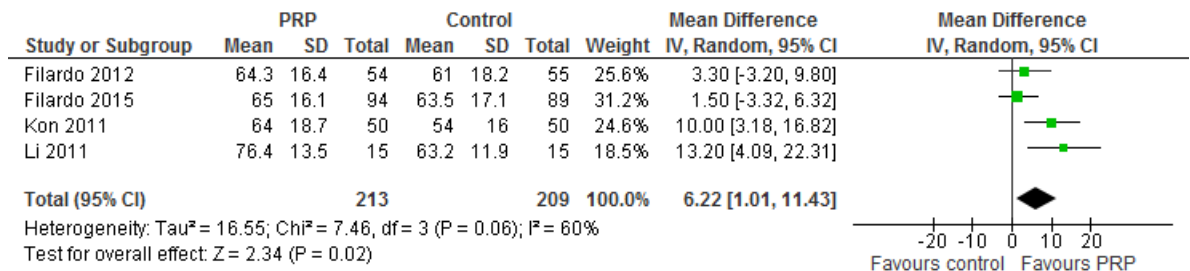 PRP Control Mean Difference Mean Difference
Study or Subgroup Mean SD Total Mean SD Total Weight IV, Random, 95% CI IV, Random, 95% CI
Filardo 2012 64.3 16.4 54 61 18.2 55 25.6% 3.30 [-3.20, 9.80]
Filardo 2015 65 16.1 94 63.5 17.1 89 31.2% 1.50 [-3.32, 6.32]
Kon 2011 64 18.7 50 54 16 50 24.6% 10.00 [3.18, 16.82]
Li 2011 76.4 13.5 15 63.2 11.9 15 18.5% 13.20 [4.09, 22.31]
Total (95% CI) 213 209 100.0% 6.22 [1.01, 11.43]
Heterogeneity: Tau² = 16.55; Chi² = 7.46, df = 3 (P = 0.06); I² = 60%
Test for overall effect: Z = 2.34 (P = 0.02)
-20 -10 0 10 20
Favours control Favours PRP